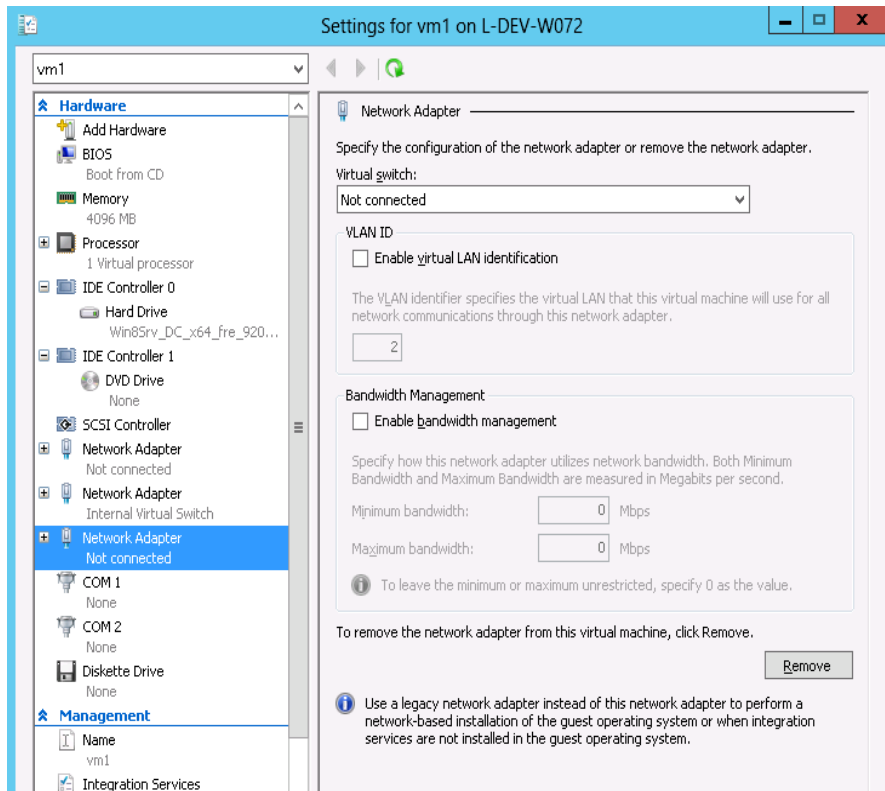 Settings for vm1 on L-DEV-W072
vm1
Hardware
Add Hardware
BIOS
Boot from CD
Memory
4096 MB
Processor
1 Virtual processor
IDE Controller 0
Hard Drive
Win8Srv_DC_x64_fre_920...
IDE Controller 1
DVD Drive
None
SCSI Controller
Network Adapter
Not connected
Network Adapter
Internal Virtual Switch
Network Adapter
Not connected
COM 1
None
COM 2
None
Diskette Drive
None
Management
Name
vm1
Integration Services
Network Adapter
Specify the configuration of the network adapter or remove the network adapter.
Virtual switch:
Not connected
VLAN ID
Enable virtual LAN identification
The VLAN identifier specifies the virtual LAN that this virtual machine will use for all
network communications through this network adapter.
2
Bandwidth Management
Enable bandwidth management
Specify how this network adapter utilizes network bandwidth. Both Minimum
Bandwidth and Maximum Bandwidth are measured in Megabits per second.
Minimum bandwidth: 0 Mbps
Maximum bandwidth: 0 Mbps
To leave the minimum or maximum unrestricted, specify 0 as the value.
To remove the network adapter from this virtual machine, click Remove.
Remove
Use a legacy network adapter instead of this network adapter to perform a
network-based installation of the guest operating system or when integration
services are not installed in the guest operating system.